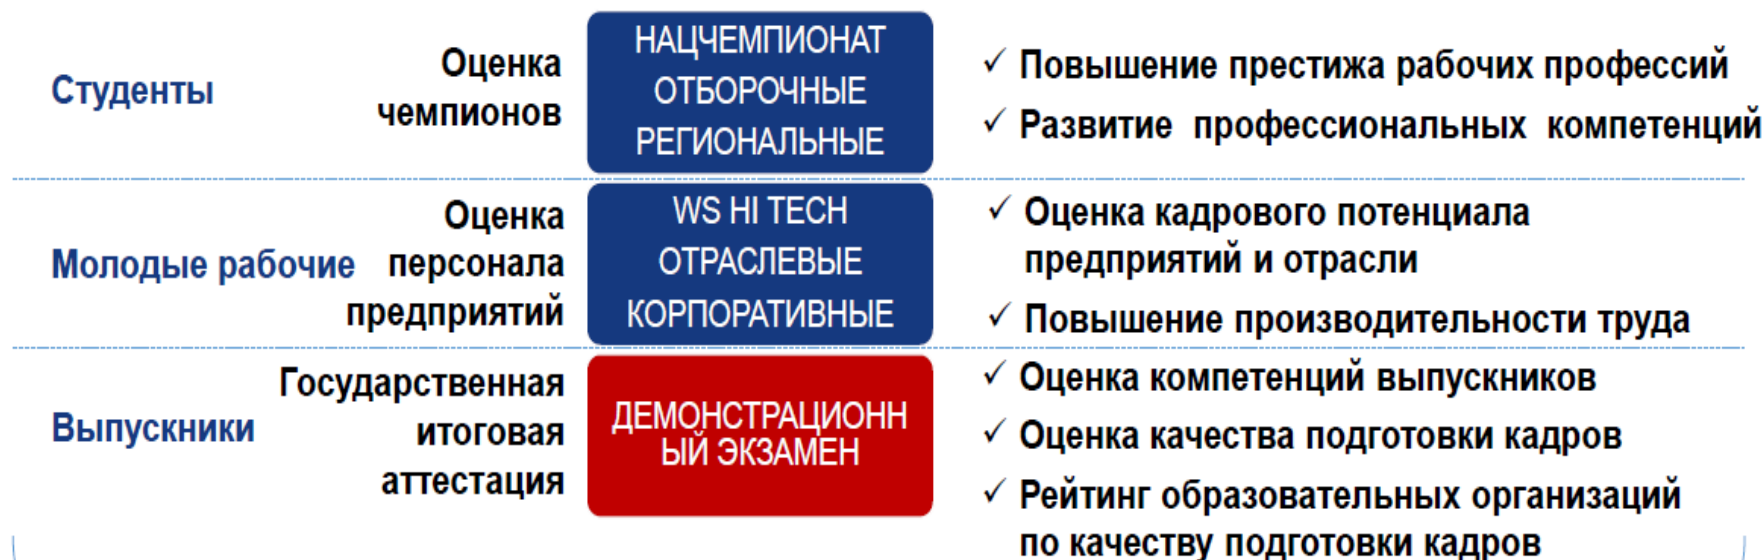 Студенты
Оценка
чемпионов
НАЦЧЕМПИОНАТ
ОТБОРОЧНЫЕ
РЕГИОНАЛЬНЫЕ
✓ Повышение престижа рабочих профессий
✓ Развитие профессиональных компетенций
Молодые рабочие
Оценка
персонала
предприятий
WS HI TECH
ОТРАСЛЕВЫЕ
КОРПОРАТИВНЫЕ
✓ Оценка кадрового потенциала
предприятий и отрасли
✓ Повышение производительности труда
Выпускники
Государственная
итоговая
аттестация
ДЕМОНСТРАЦИОНН
ЫЙ ЭКЗАМЕН
✓ Оценка компетенций выпускников
✓ Оценка качества подготовки кадров
✓ Рейтинг образовательных организаций
по качеству подготовки кадров